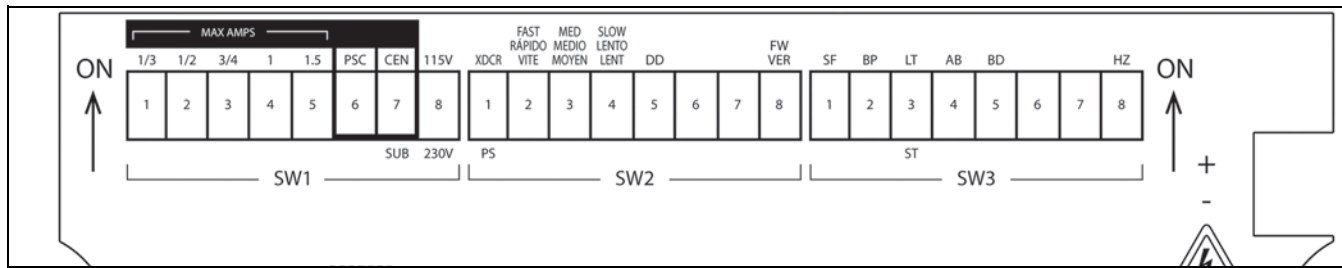 MAX AMPS
FAST MED SLOW
RÁPIDO MEDIO LENTO
1/3 1/2 3/4 1 1.5 PSC CEN 115V XDCR VITE MOYEN LENT DD FW VER SF BP LT AB BD HZ
ON 1 2 3 4 5 6 7 8 1 2 3 4 5 6 7 8 1 2 3 4 5 6 7 8 ON
SUB 230V PS ST
SW1 SW2 SW3
+
-